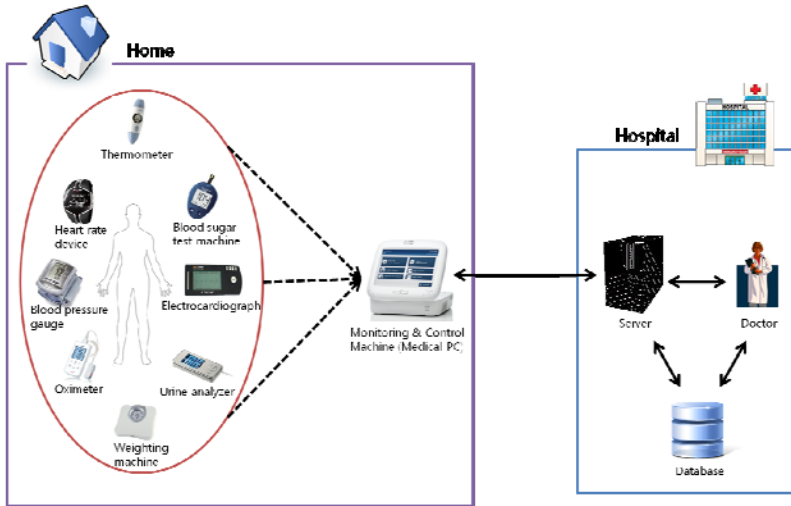 Home
Thermometer
Heart rate
device
Blood sugar
test machine
Blood pressure
gauge
Electrocardiograph
Oximeter
Urine analyzer
Weighting
machine
Monitoring & Control
Machine (Medical PC)
Hospital
HOSPITAL
Server
Doctor
Database